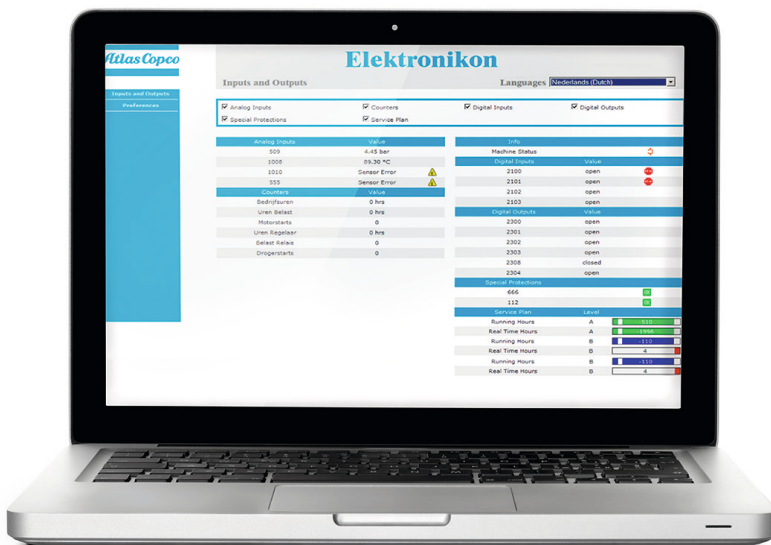 Atlas Copco
Elektronikon
Inputs and Outputs
Languages Nederlands (Dutch)
Inputs and Outputs
Preferences
Analog Inputs Counters Digital Inputs Digital Outputs
Special Protections Service Plan
Analog Inputs Value
509 4.45 bar
1008 89.30 °C
1010 Sensor Error
555 Sensor Error
Counters Value
Bedrijfsuren 0 hrs
Uren Belast 0 hrs
Motorstarts 0
Uren Regelaar 0 hrs
Belast Relais 0
Drogerstarts 0
Info
Machine Status
Digital Inputs Value
2100 open
2101 open
2102 open
2103 open
Digital Outputs Value
2300 open
2301 open
2302 open
2303 open
2308 closed
2304 open
Special Protections
666
112
Service Plan Level
Running Hours A -510
Real Time Hours A -1996
Running Hours B -110
Real Time Hours B 4
Running Hours B -110
Real Time Hours B 4